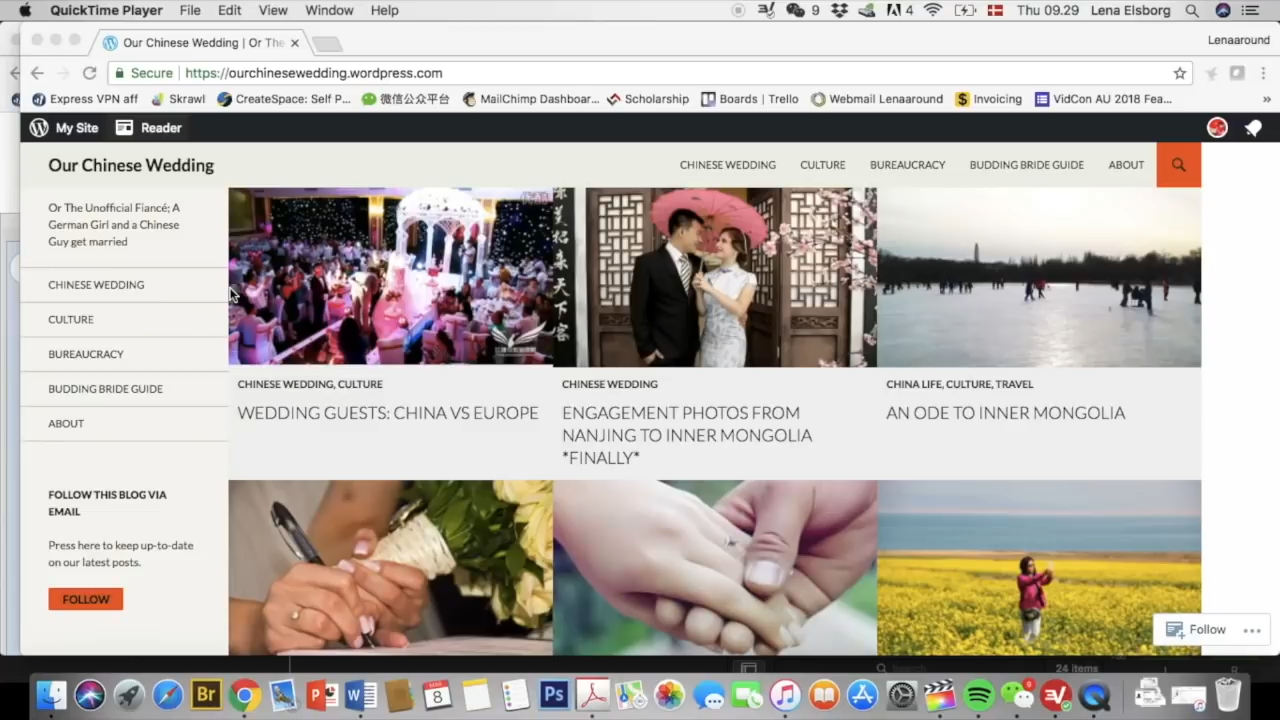 QuickTime Player File Edit View Window Help 9 4 Thu 09.29 Lena Elsborg
Our Chinese Wedding | Or The
Lenaaround
Secure https://ourchinesewedding.wordpress.com
Express VPN aff Skrawl CreateSpace: Self P... 微信公众平台 MailChimp Dashboar... Scholarship Boards | Trello Webmail Lenaaround Invoicing VidCon AU 2018 Fea...
My Site Reader
Our Chinese Wedding
CHINESE WEDDING CULTURE BUREAUCRACY BUDDING BRIDE GUIDE ABOUT
Or The Unofficial Fiancé; A
German Girl and a Chinese
Guy get married
CHINESE WEDDING
CULTURE
BUREAUCRACY
BUDDING BRIDE GUIDE
ABOUT
FOLLOW THIS BLOG VIA
EMAIL
Press here to keep up-to-date
on our latest posts.
FOLLOW
CHINESE WEDDING, CULTURE
WEDDING GUESTS: CHINA VS EUROPE
CHINESE WEDDING
ENGAGEMENT PHOTOS FROM
NANJING TO INNER MONGOLIA
*FINALLY*
CHINA LIFE, CULTURE, TRAVEL
AN ODE TO INNER MONGOLIA
Follow
Search
24 items
Br
MAR
8
Ps